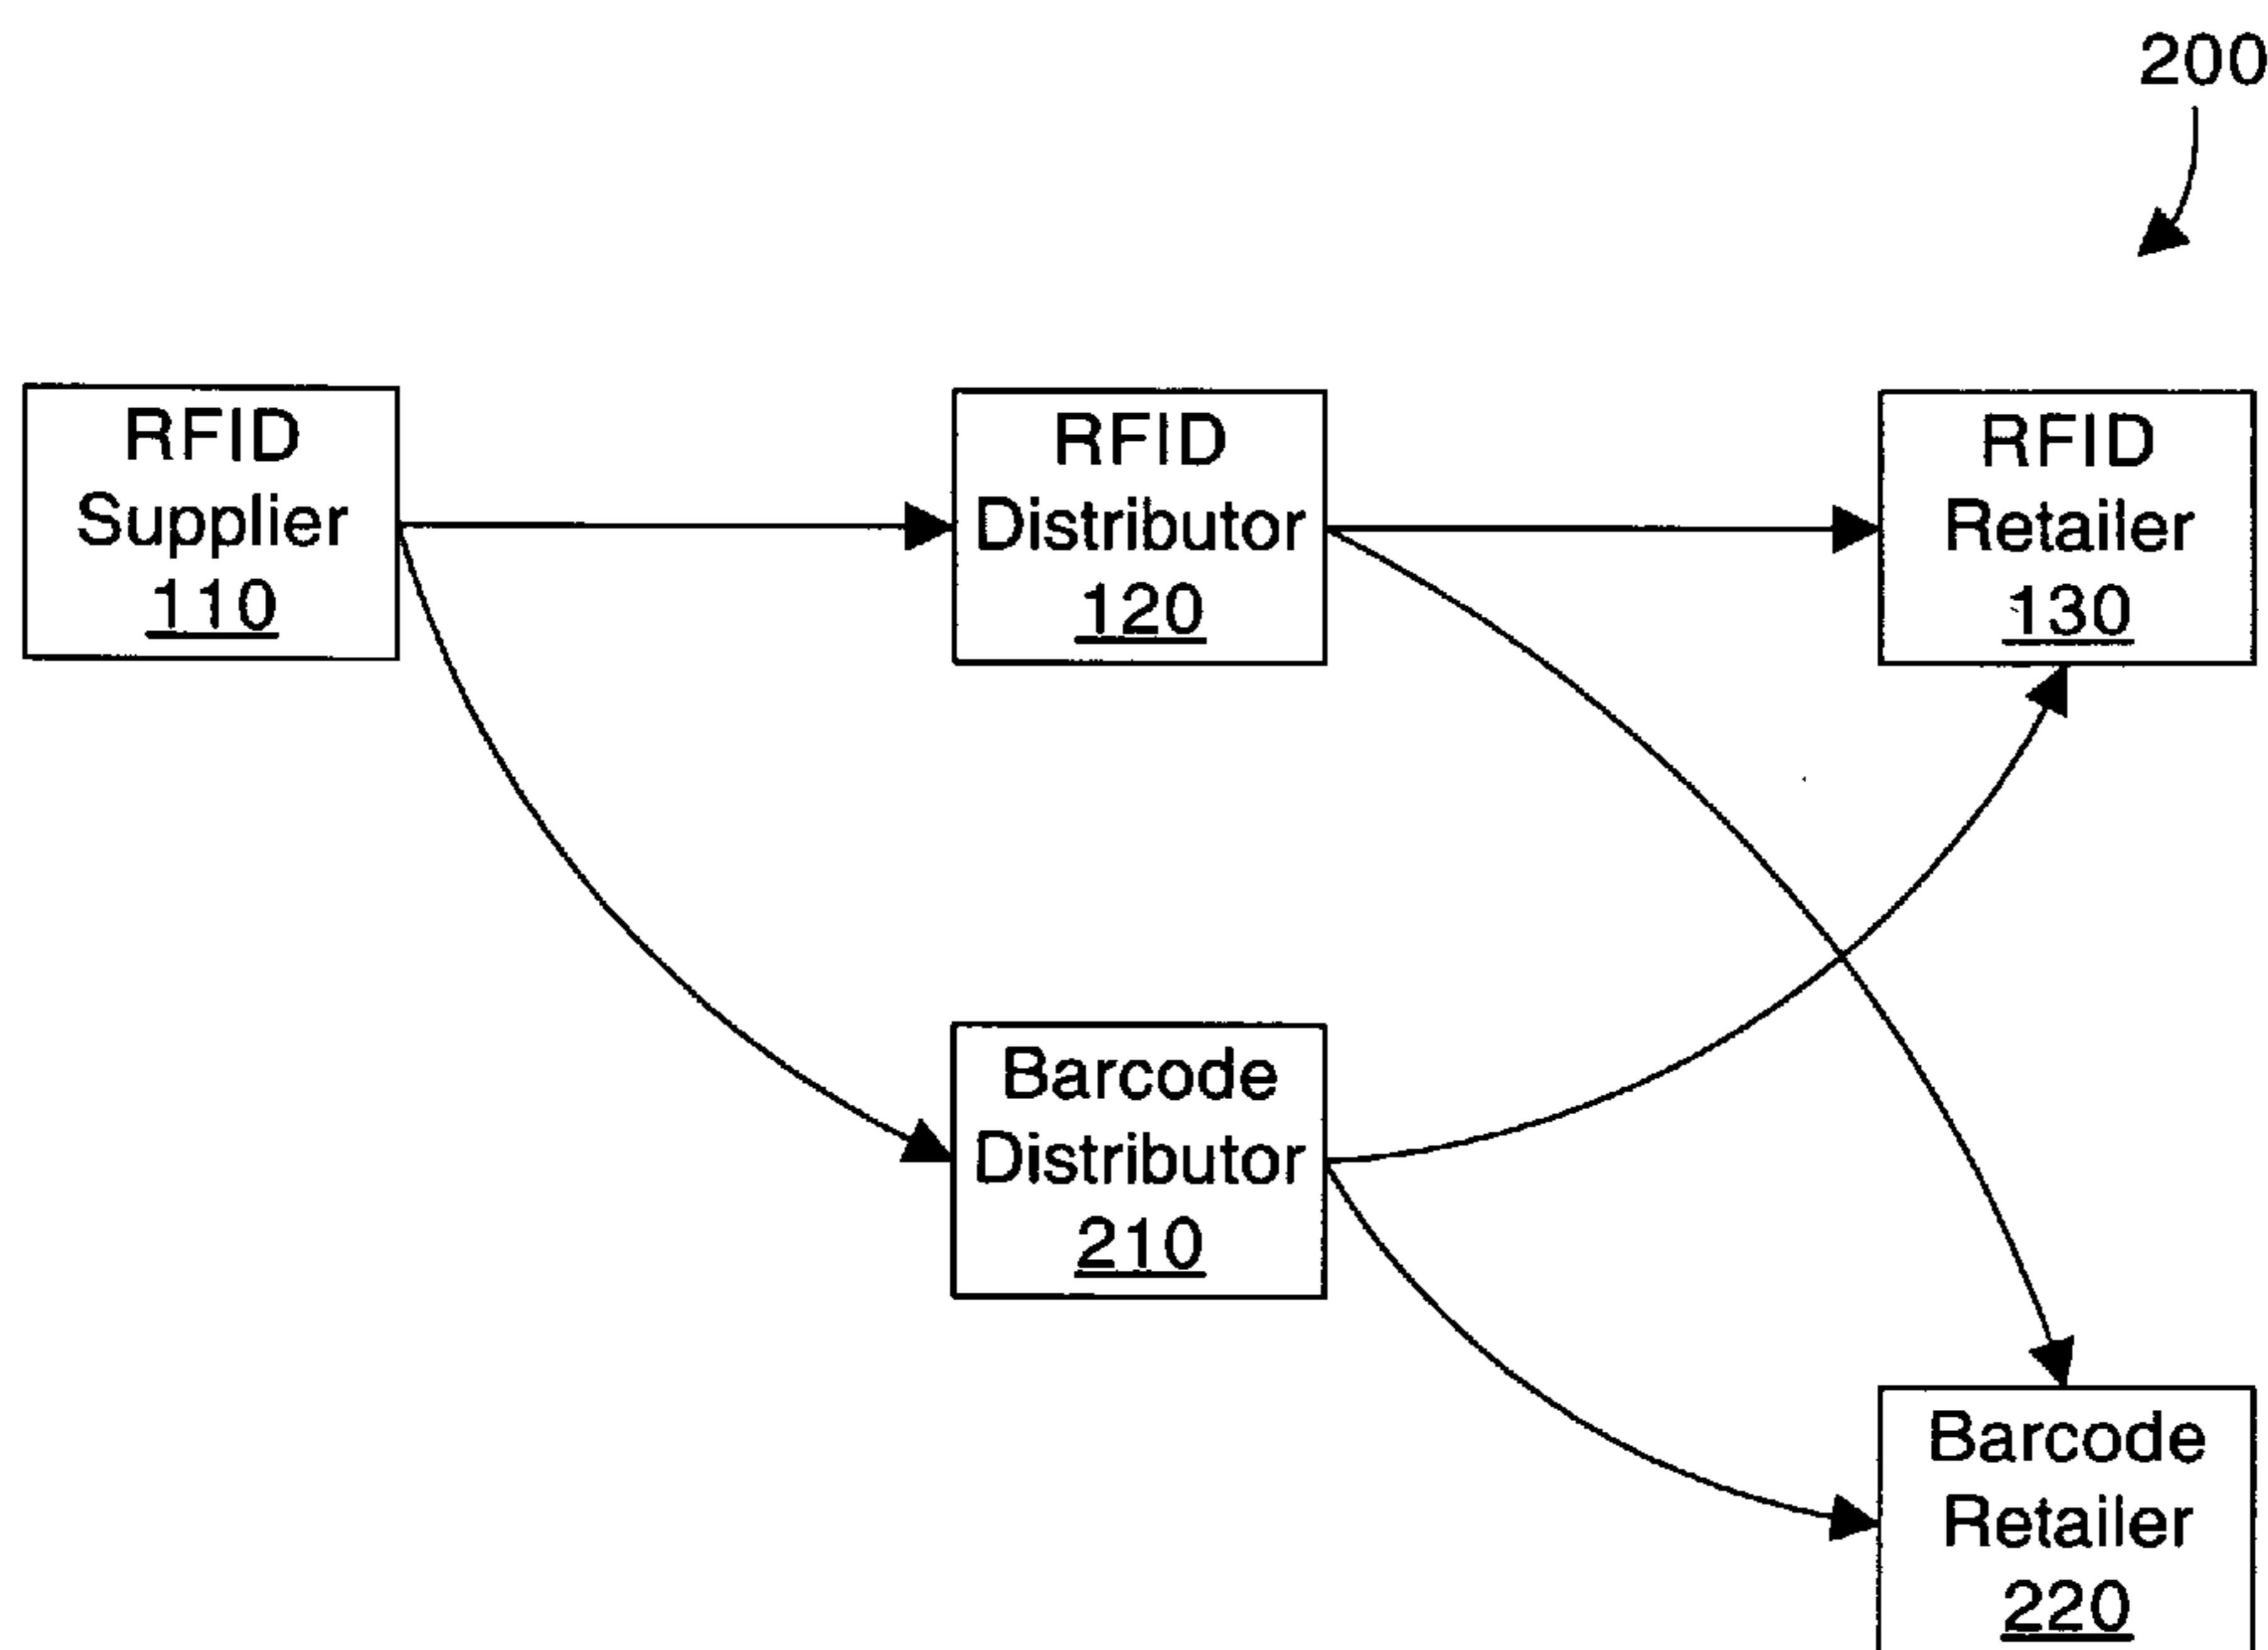 200
RFID
Supplier
110
RFID
Distributor
120
RFID
Retailer
130
Barcode
Distributor
210
Barcode
Retailer
220